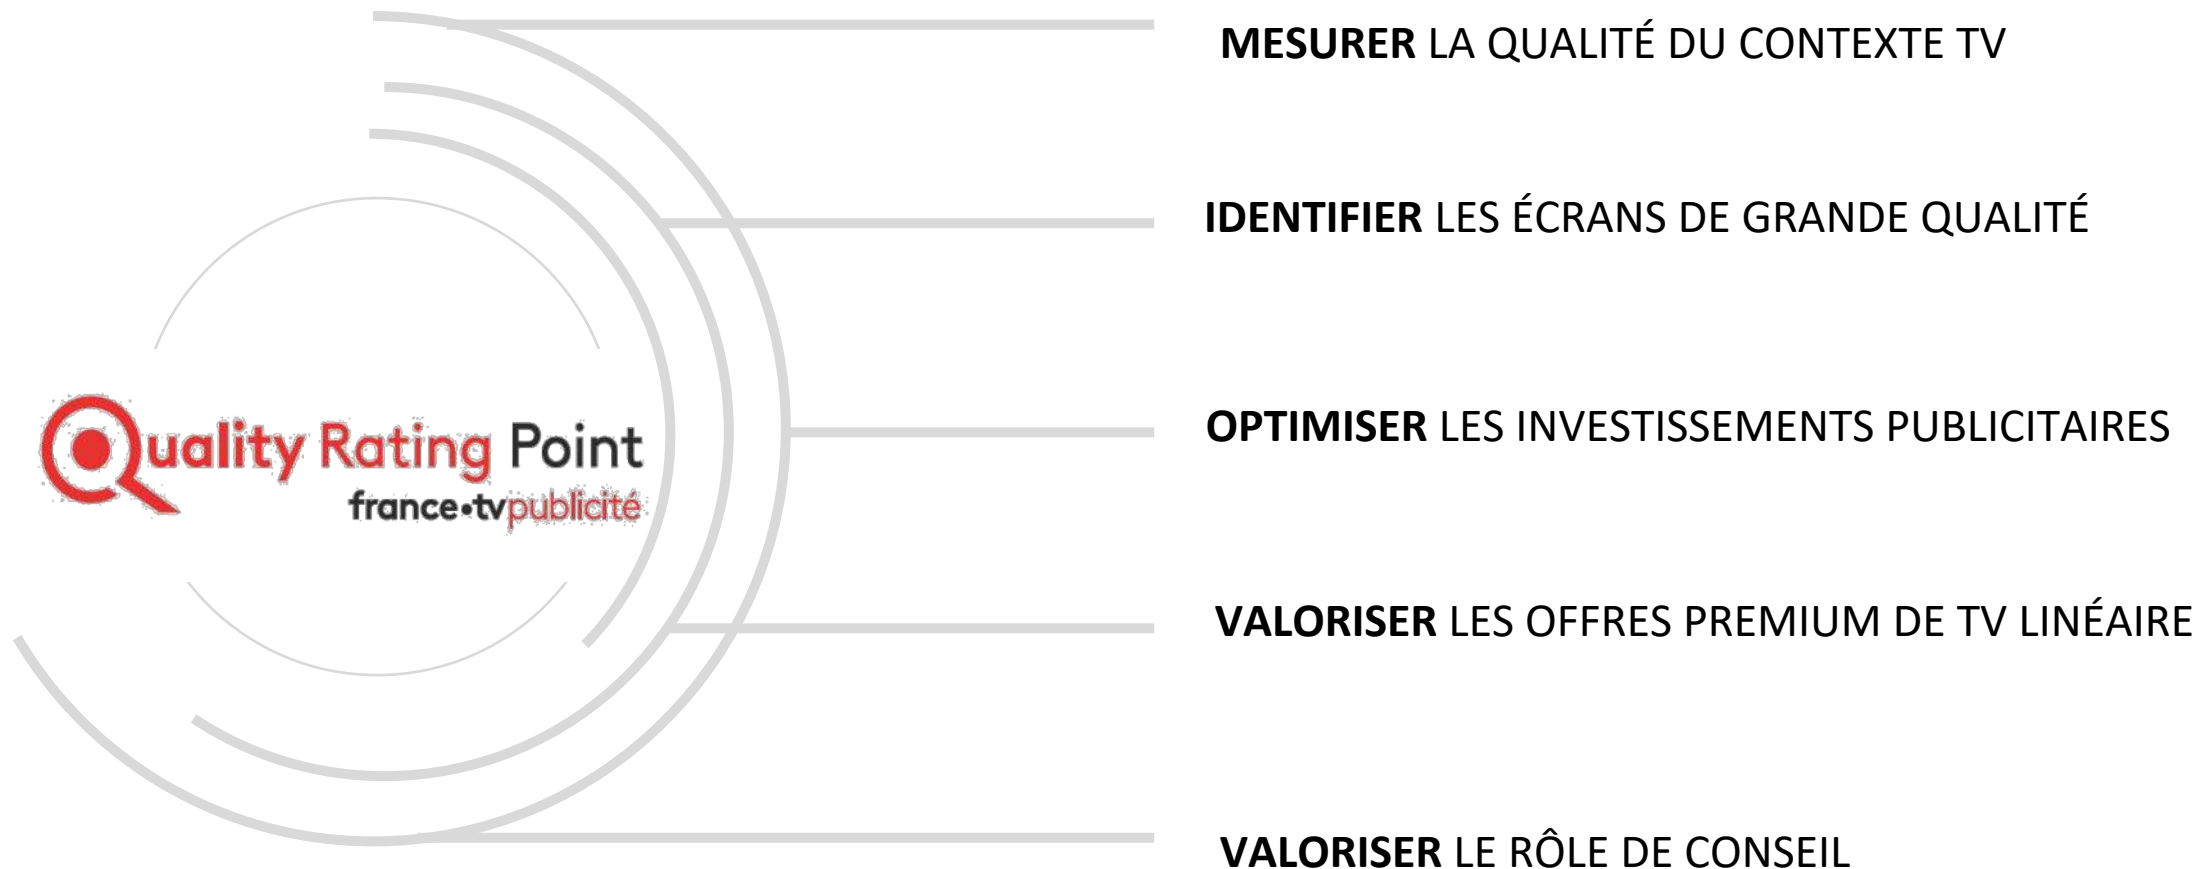 MESURER LA QUALITÉ DU CONTEXTE TV
IDENTIFIER LES ÉCRANS DE GRANDE QUALITÉ
Quality Rating Point
france•tvpublicité
OPTIMISER LES INVESTISSEMENTS PUBLICITAIRES
VALORISER LES OFFRES PREMIUM DE TV LINÉAIRE
VALORISER LE RÔLE DE CONSEIL